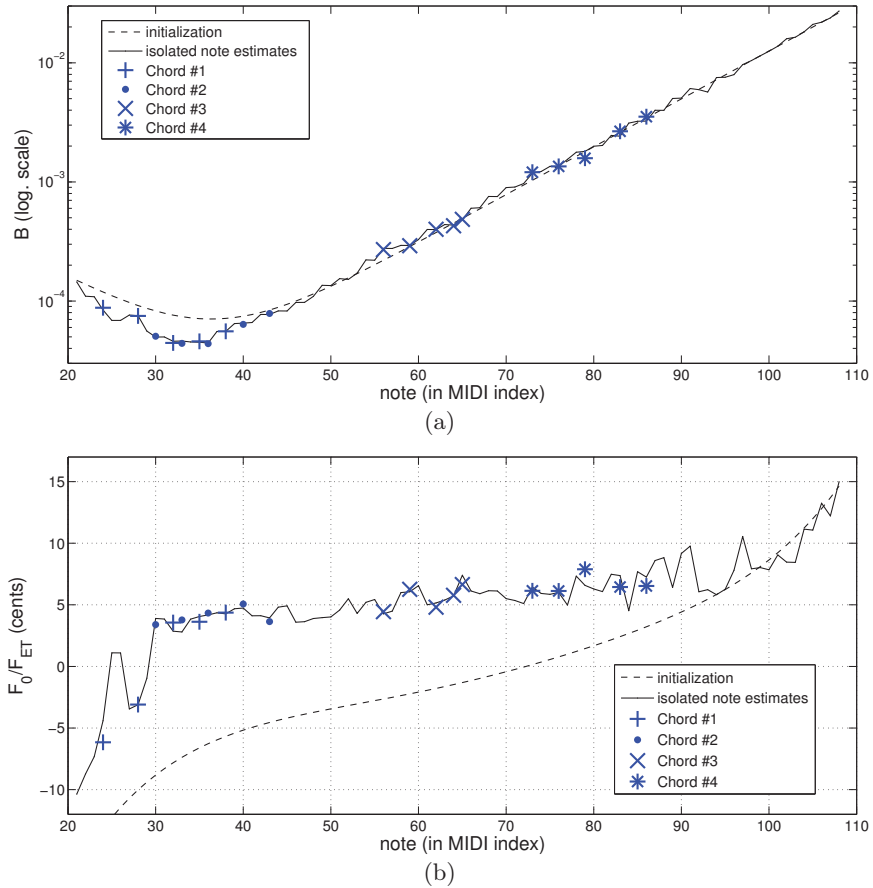 10⁻²
10⁻³
10⁻⁴
B (log. scale)
initialization
isolated note estimates
Chord #1
Chord #2
Chord #3
Chord #4
20 30 40 50 60 70 80 90 100 110
note (in MIDI index)
(a)
15
10
5
0
−5
−10
F₀/F_ET (cents)
initialization
isolated note estimates
Chord #1
Chord #2
Chord #3
Chord #4
20 30 40 50 60 70 80 90 100 110
note (in MIDI index)
(b)